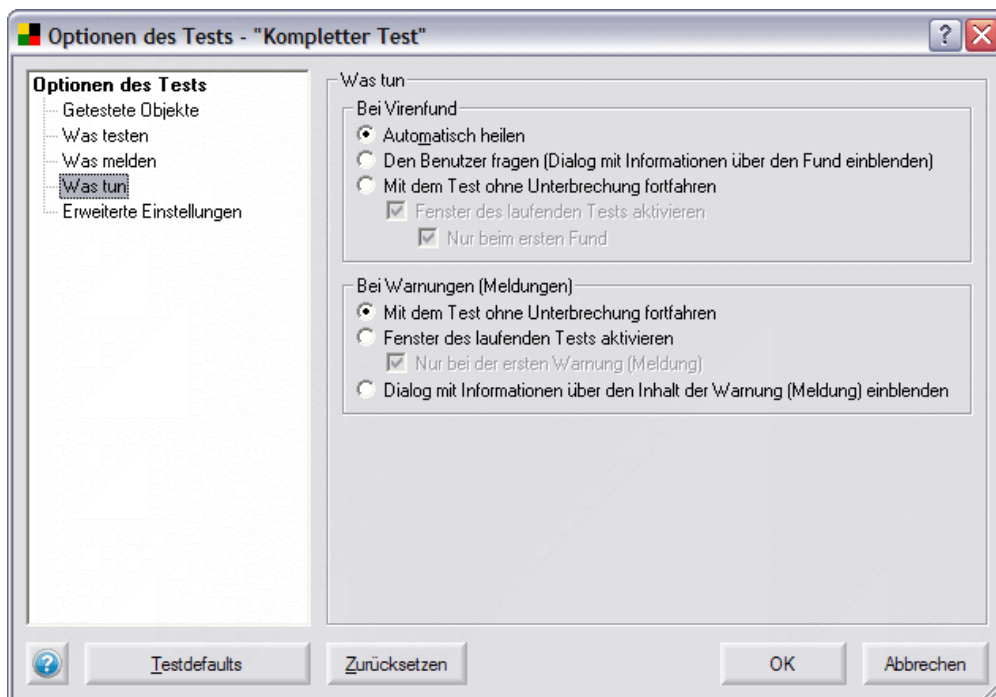 Optionen des Tests - "Kompletter Test"
Optionen des Tests
Getestete Objekte
Was testen
Was melden
Was tun
Erweiterte Einstellungen
Was tun
Bei Virenfund
Automatisch heilen
Den Benutzer fragen (Dialog mit Informationen über den Fund einblenden)
Mit dem Test ohne Unterbrechung fortfahren
Fenster des laufenden Tests aktivieren
Nur beim ersten Fund
Bei Warnungen (Meldungen)
Mit dem Test ohne Unterbrechung fortfahren
Fenster des laufenden Tests aktivieren
Nur bei der ersten Warnung (Meldung)
Dialog mit Informationen über den Inhalt der Warnung (Meldung) einblenden
Testdefaults
Zurücksetzen
OK
Abbrechen